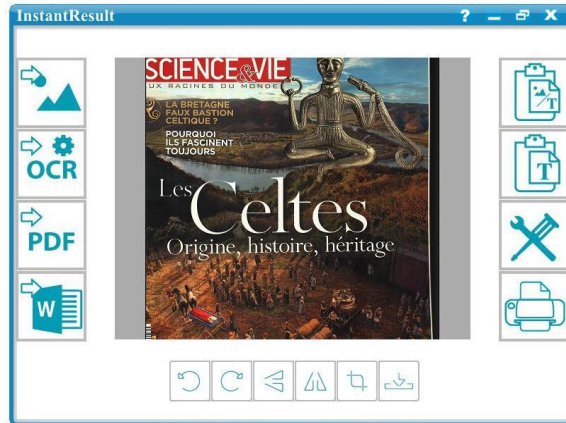 InstantResult
?
SCIENCE&VIE
UX RACINES DU MONDE
LA BRETAGNE
FAUX BASTION
CELTIQUE ?
POURQUOI
ILS FASCINENT
TOUJOURS
Les
Celtes
Origine, histoire, héritage
OCR
PDF
W
T
T